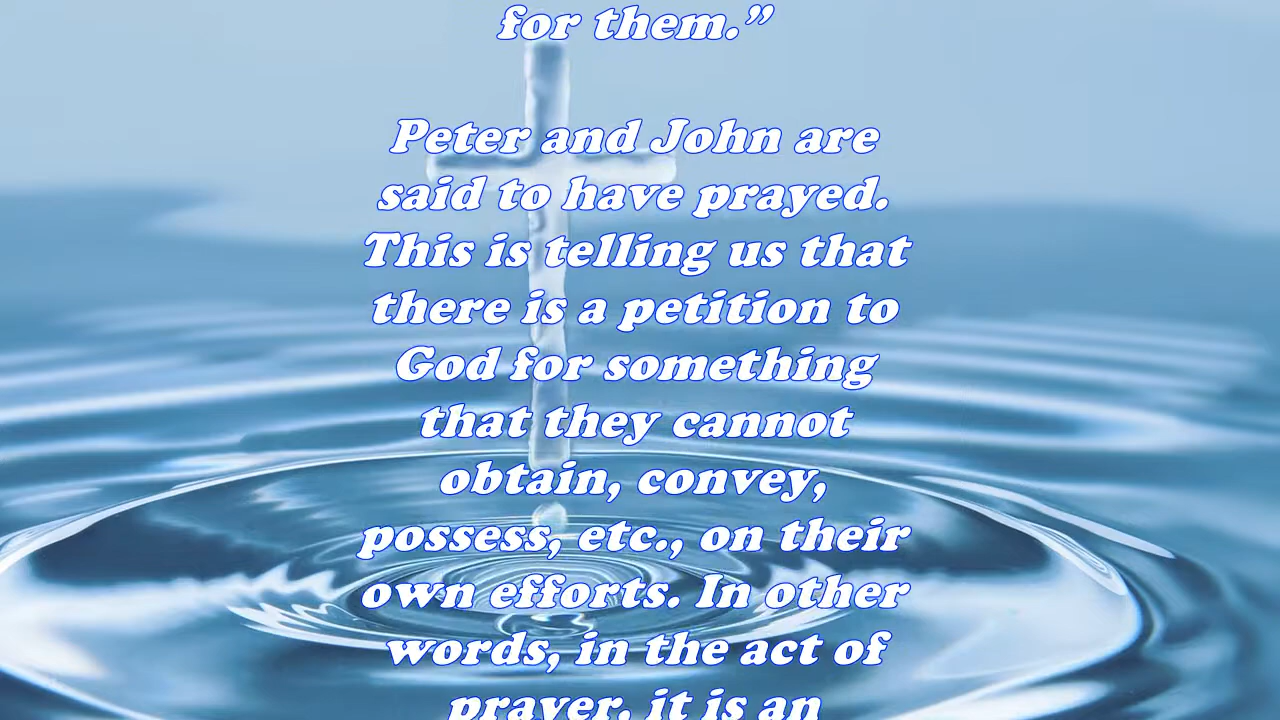 for them.”
Peter and John are
said to have prayed.
This is telling us that
there is a petition to
God for something
that they cannot
obtain, convey,
possess, etc., on their
own efforts. In other
words, in the act of
prayer, it is an